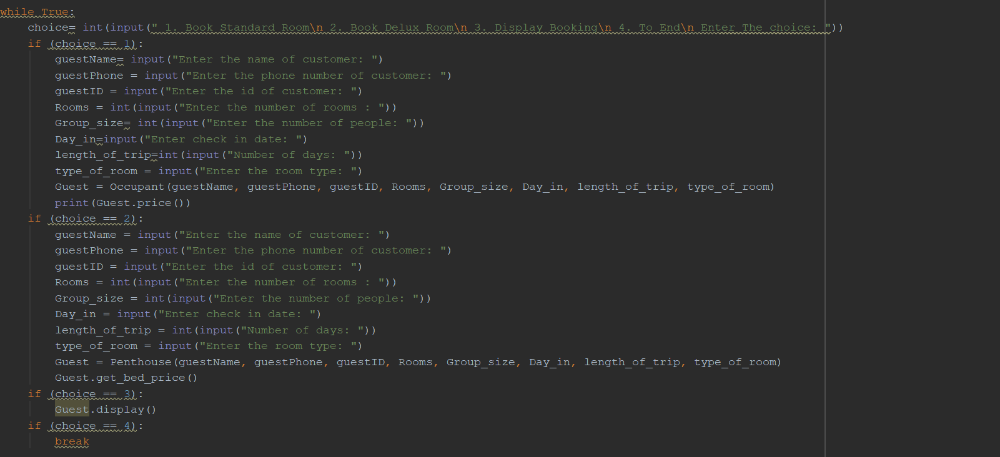 while True:
    choice= int(input(" 1. Book Standard Room\n 2. Book Delux Room\n 3. Display Booking\n 4. To End\n Enter The choice: "))
    if (choice == 1):
        guestName= input("Enter the name of customer: ")
        guestPhone = input("Enter the phone number of customer: ")
        guestID = input("Enter the id of customer: ")
        Rooms = int(input("Enter the number of rooms : "))
        Group_size= int(input("Enter the number of people: "))
        Day_in=input("Enter check in date: ")
        length_of_trip=int(input("Number of days: "))
        type_of_room = input("Enter the room type: ")
        Guest = Occupant(guestName, guestPhone, guestID, Rooms, Group_size, Day_in, length_of_trip, type_of_room)
        print(Guest.price())
    if (choice == 2):
        guestName = input("Enter the name of customer: ")
        guestPhone = input("Enter the phone number of customer: ")
        guestID = input("Enter the id of customer: ")
        Rooms = int(input("Enter the number of rooms : "))
        Group_size = int(input("Enter the number of people: "))
        Day_in = input("Enter check in date: ")
        length_of_trip = int(input("Number of days: "))
        type_of_room = input("Enter the room type: ")
        Guest = Penthouse(guestName, guestPhone, guestID, Rooms, Group_size, Day_in, length_of_trip, type_of_room)
        Guest.get_bed_price()
    if (choice == 3):
        Guest.display()
    if (choice == 4):
        break